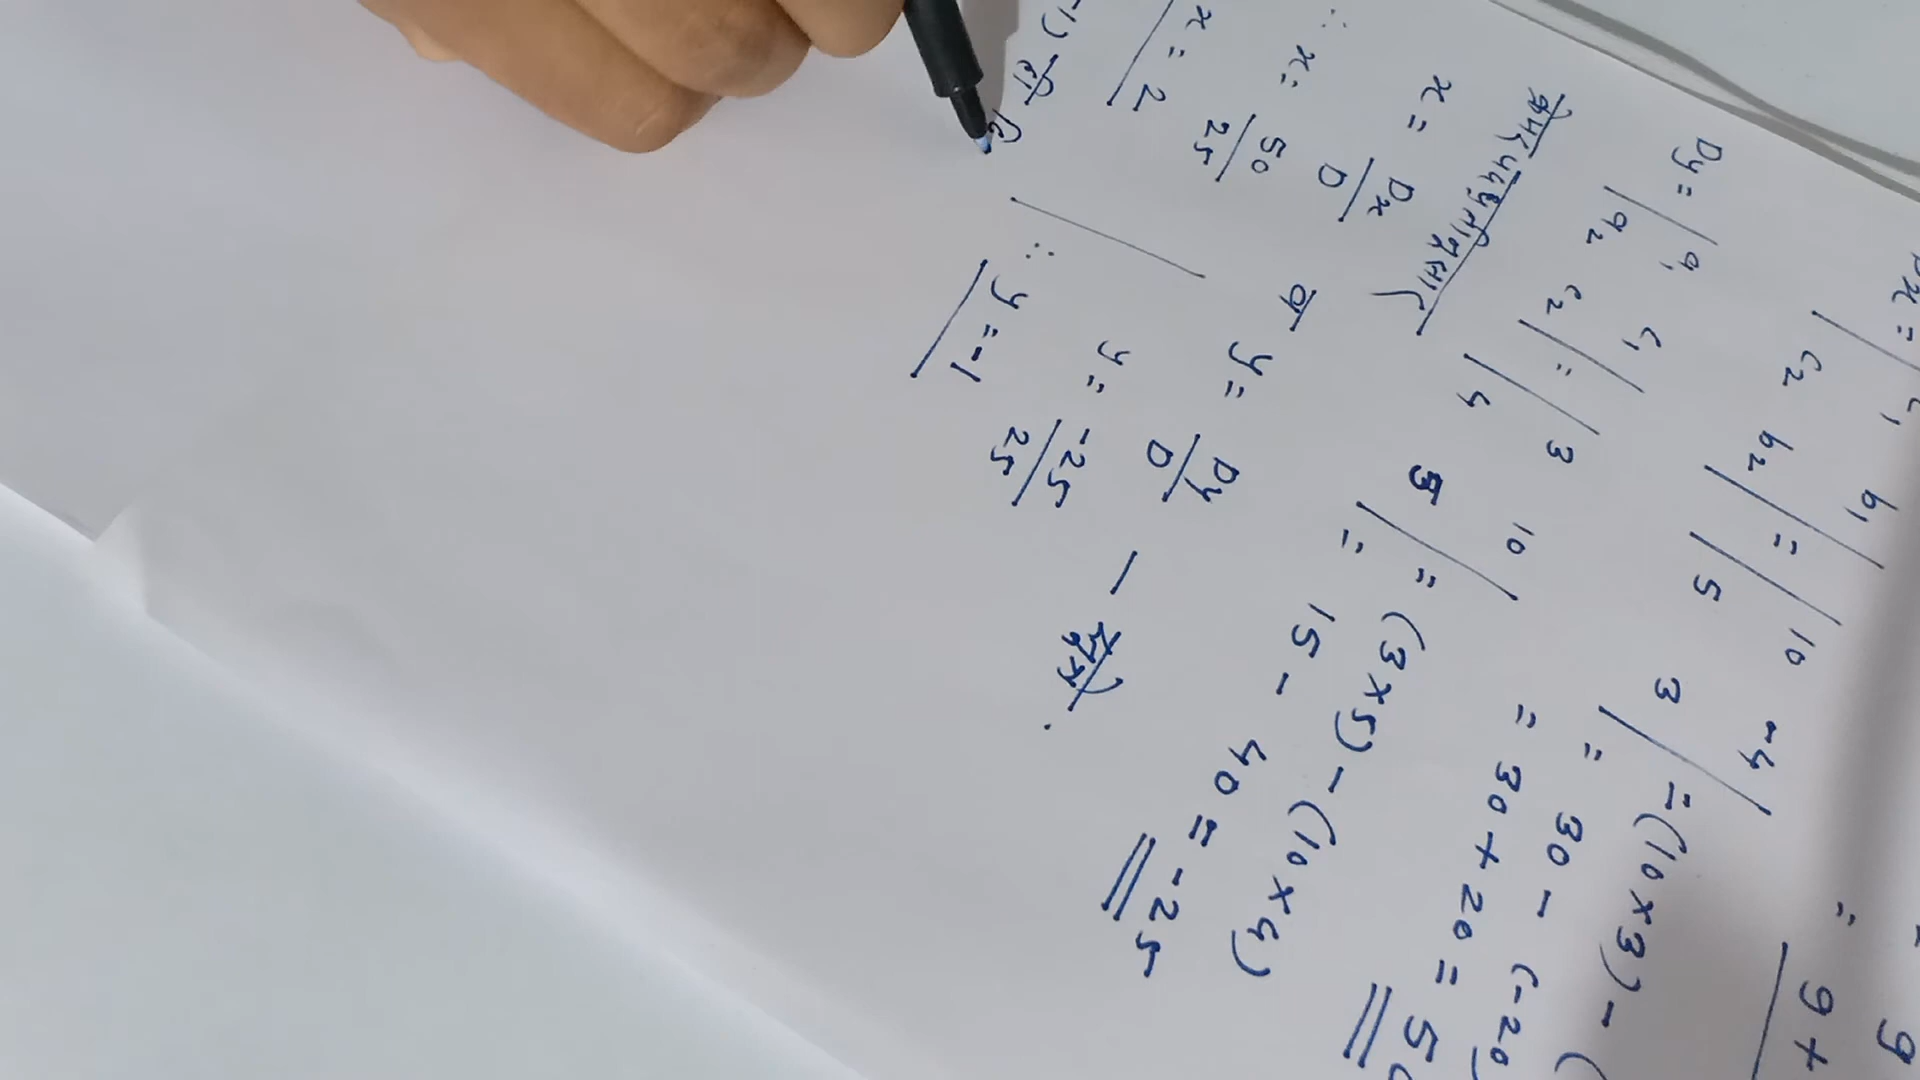 = 9
= 9 +
Dx = | c₁ b₁ | = | 10 -4 | = (10×3) - (
c₂ b₂ | 5 3 |
= 30 - (-20)
= 30 + 20 = 50
Dy = | a₁ c₁ | = | 3 10 | = (3×5) - (10×4)
| a₂ c₂ | | 4 5 |
= 15 - 40 = -25
x = Dx/D व y = Dy/D
∴ x = 50/25 y = -25/25
x = 2 ∴ y = -1